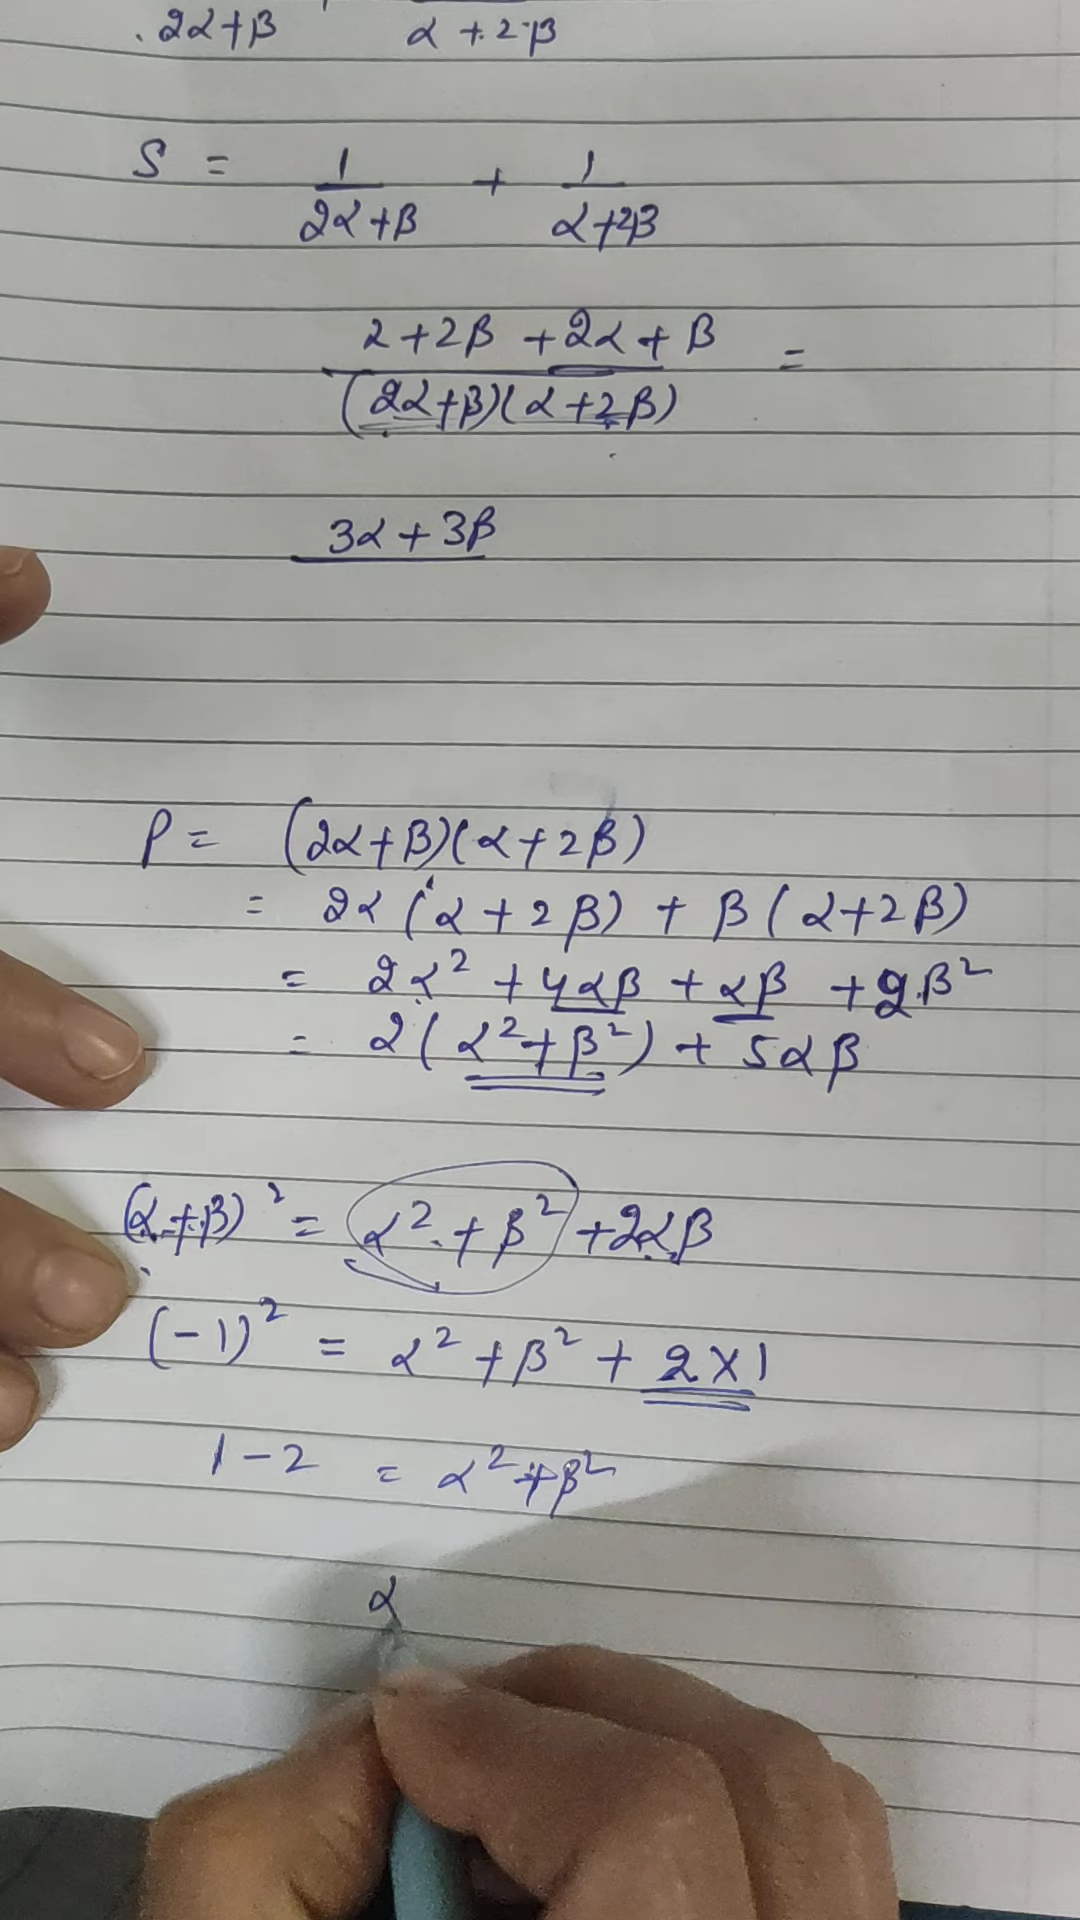 2α+β α+2β
S = 1/(2α+β) + 1/(α+2β)
2+2β +2α+β =
(2α+β)(α+2β)
3α+3β
P = (2α+β)(α+2β)
= 2α(α+2β) + β(α+2β)
= 2α² + 4αβ + αβ + 2β²
= 2(α²+β²) + 5αβ
(α+β)² = α²+β² +2αβ
(-1)² = α²+β² + 2×1
1-2 = α²+β²
α